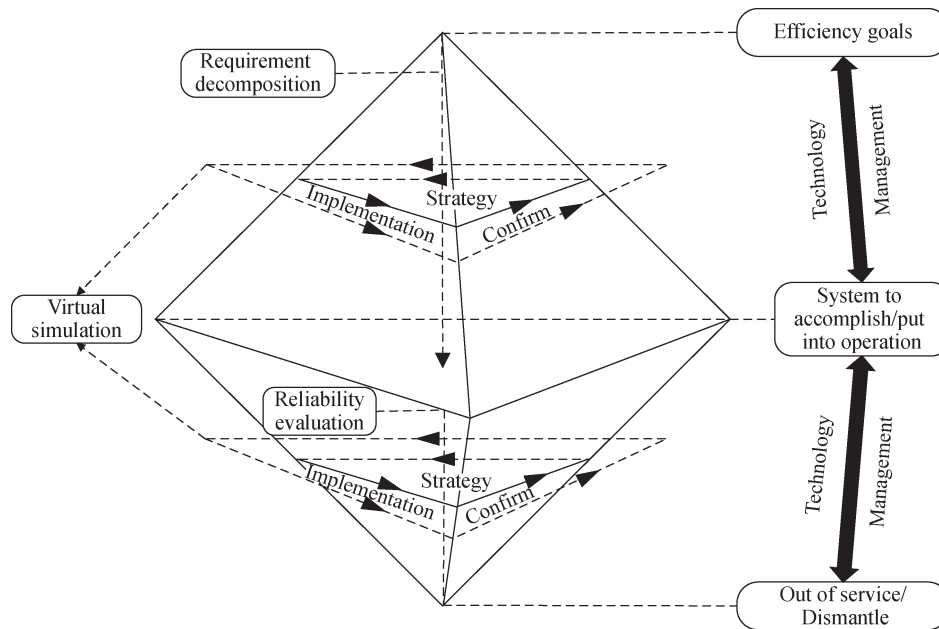 Efficiency goals
Requirement
decomposition
Technology
Management
Strategy
Implementation
Confirm
Virtual
simulation
System to
accomplish/put
into operation
Reliability
evaluation
Technology
Management
Strategy
Implementation
Confirm
Out of service/
Dismantle